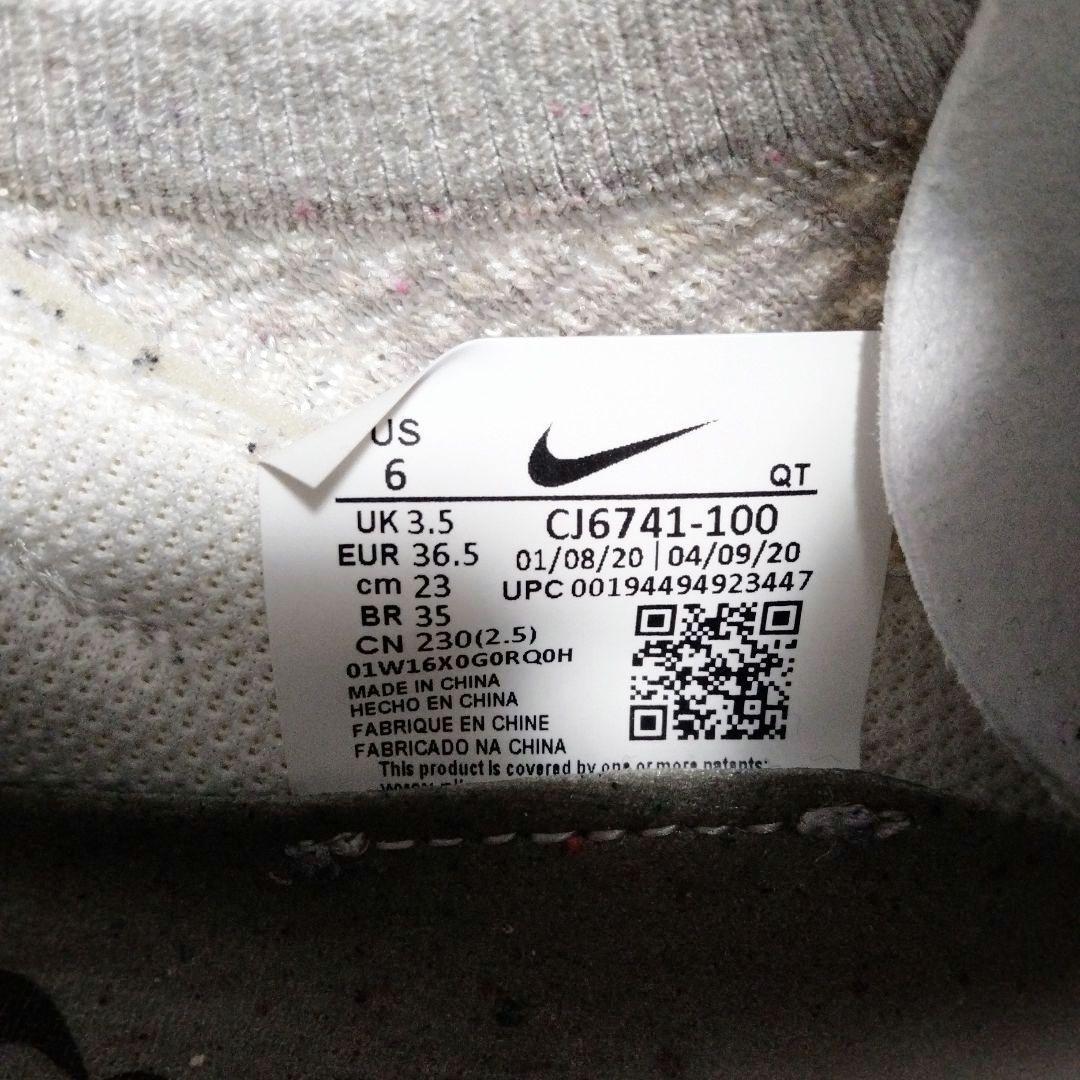 US
6
QT
UK 3.5
CJ6741-100
EUR 36.5
01/08/20 | 04/09/20
cm 23
UPC 00194494923447
BR 35
CN 230(2.5)
01W16X0G0RQ0H
MADE IN CHINA
HECHO EN CHINA
FABRIQUE EN CHINE
FABRICADO NA CHINA
This product is covered by one or more patents: